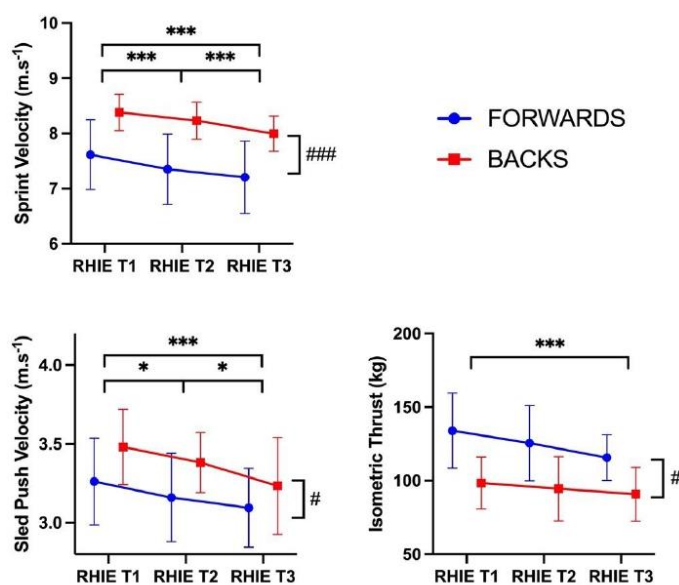 Sprint Velocity (m.s⁻¹)
10
9
8
7
6
***
*** ***
###
RHIE T1 RHIE T2 RHIE T3
FORWARDS
BACKS
Sled Push Velocity (m.s⁻¹)
4.0
3.5
3.0
***
* *
#
RHIE T1 RHIE T2 RHIE T3
Isometric Thrust (kg)
200
150
100
50
***
#
RHIE T1 RHIE T2 RHIE T3